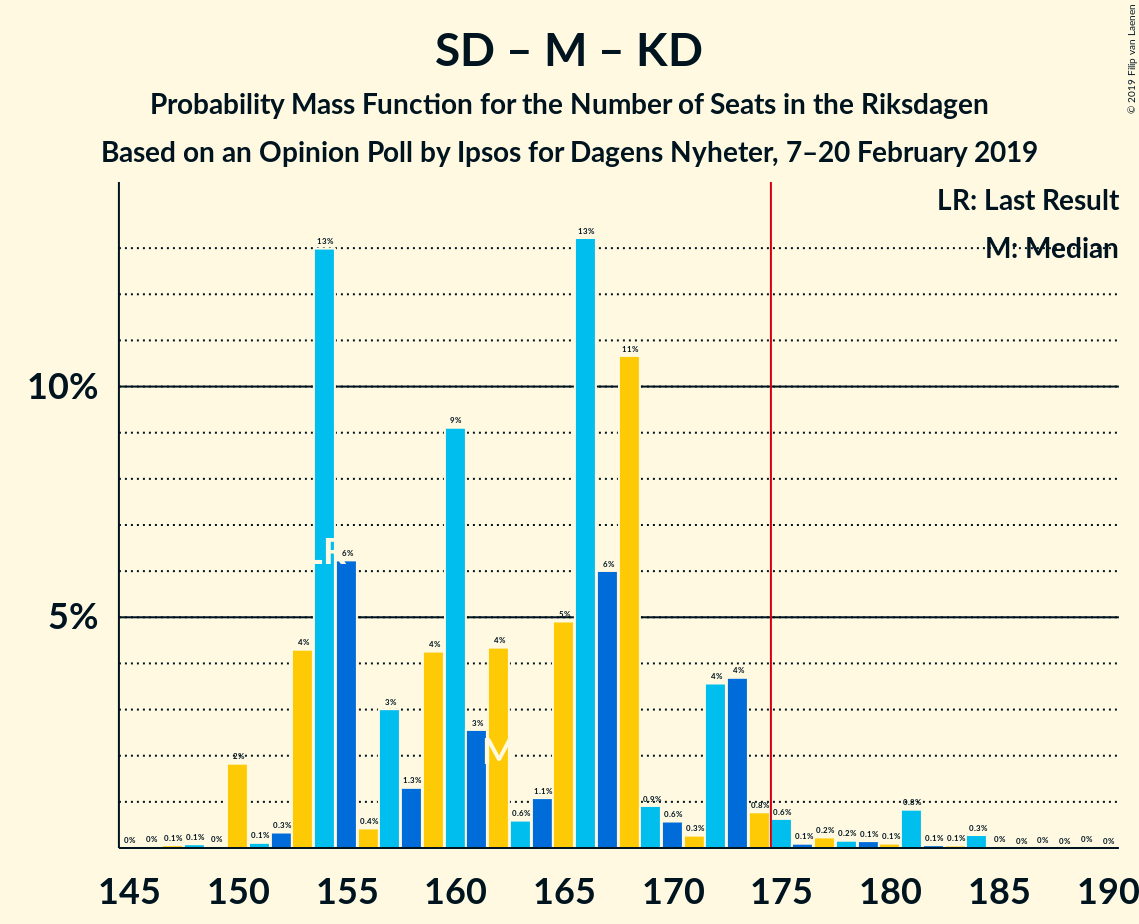 SD – M – KD
Probability Mass Function for the Number of Seats in the Riksdagen
Based on an Opinion Poll by Ipsos for Dagens Nyheter, 7–20 February 2019
© 2019 Filip van Laenen
LR: Last Result
M: Median
10%
5%
0% 0% 0.1% 0.1% 0% 2% 0.1% 0.3% 4% 13% 6% 0.4% 3% 1.3% 4% 9% 3% 4% 0.6% 1.1% 5% 13% 6% 11% 0.9% 0.6% 0.3% 4% 4% 0.8% 0.6% 0.1% 0.2% 0.2% 0.1% 0.1% 0.8% 0.1% 0.1% 0.3% 0% 0% 0% 0% 0% 0%
LR
M
145 150 155 160 165 170 175 180 185 190